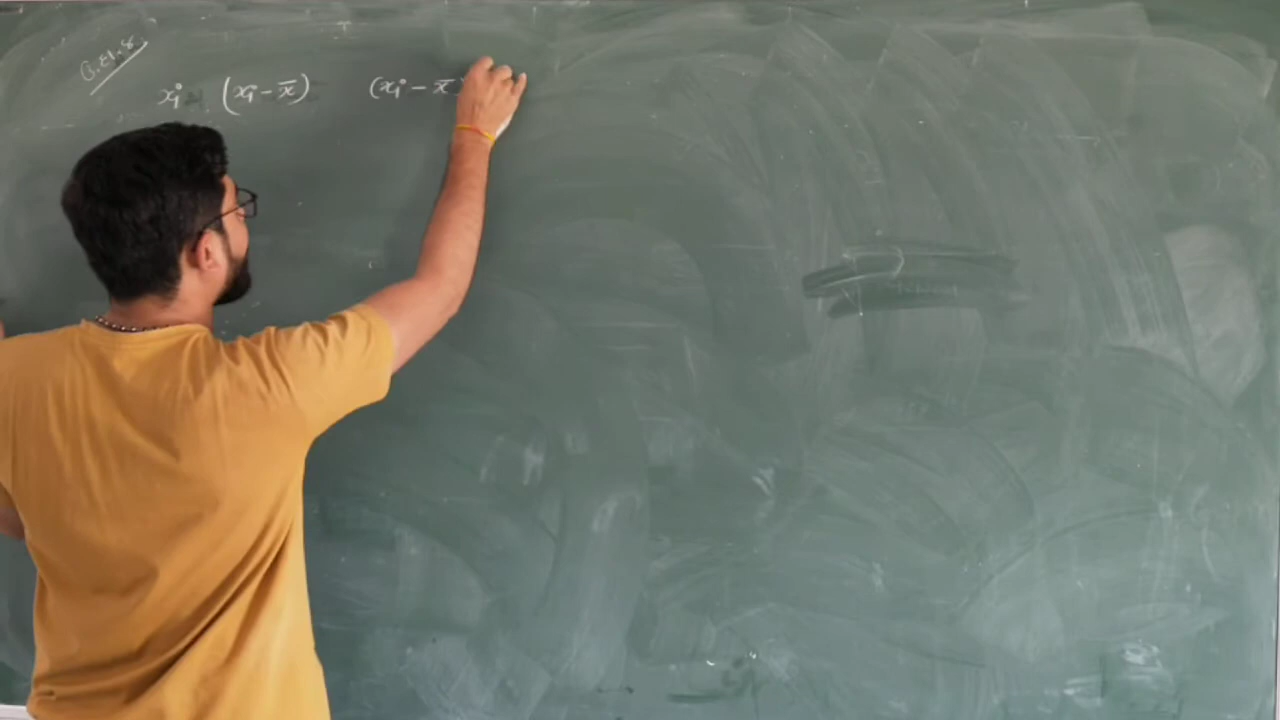 xᵢ (xᵢ - x̄) (xᵢ - x̄